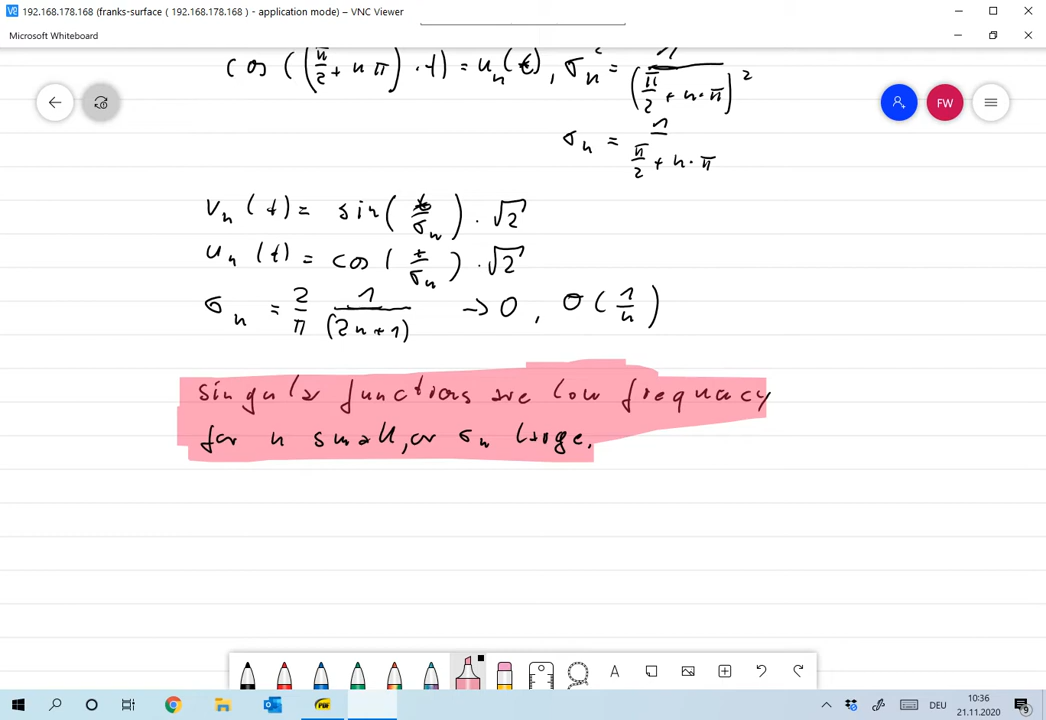 192.168.178.168 (franks-surface ( 192.168.178.168 ) - application mode) – VNC Viewer
Microsoft Whiteboard
cos ((π/2 + n π) · t) = u_n(t), σ_n² = 1/(π/2 + n · π)²
σ_n = 1/(π/2 + n · π)
v_n (t) = sin(t/σ_n) · √2
u_n (t) = cos (t/σ_n) · √2
σ_n = 2/π 1/(2n+1) → 0, O(1/n)
singular functions are low frequency
for n small, or σ_n large.
FW
A
DEU
10:36
21.11.2020
9